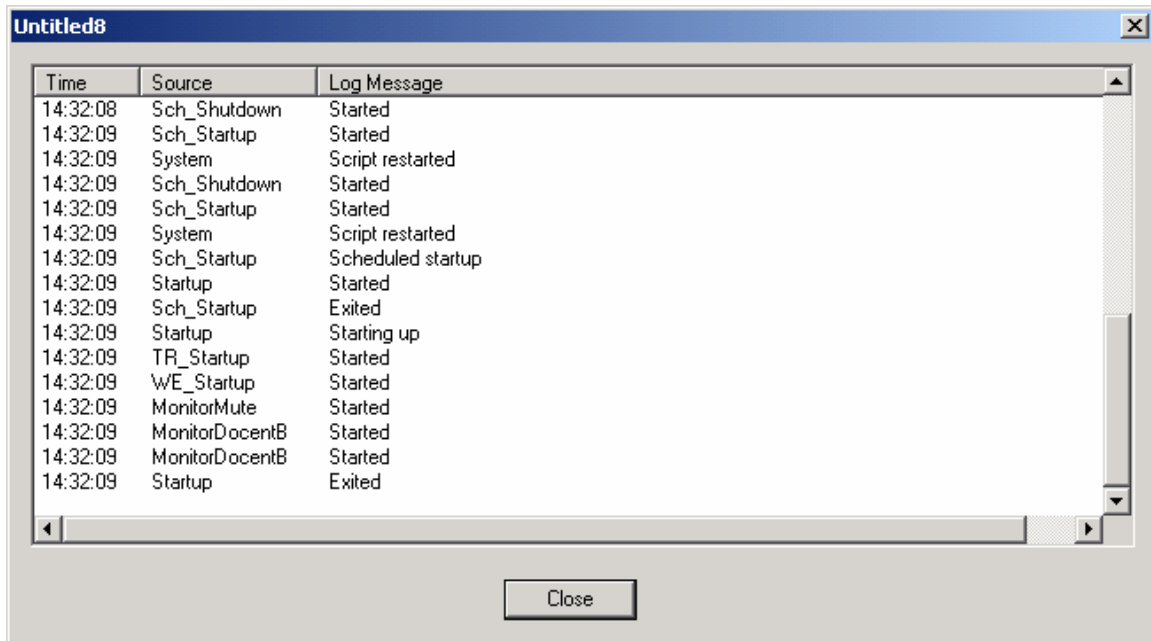 Untitled8
Time Source Log Message
14:32:08 Sch_Shutdown Started
14:32:09 Sch_Startup Started
14:32:09 System Script restarted
14:32:09 Sch_Shutdown Started
14:32:09 Sch_Startup Started
14:32:09 System Script restarted
14:32:09 Sch_Startup Scheduled startup
14:32:09 Startup Started
14:32:09 Sch_Startup Exited
14:32:09 Startup Starting up
14:32:09 TR_Startup Started
14:32:09 WE_Startup Started
14:32:09 MonitorMute Started
14:32:09 MonitorDocentB Started
14:32:09 MonitorDocentB Started
14:32:09 Startup Exited
Close